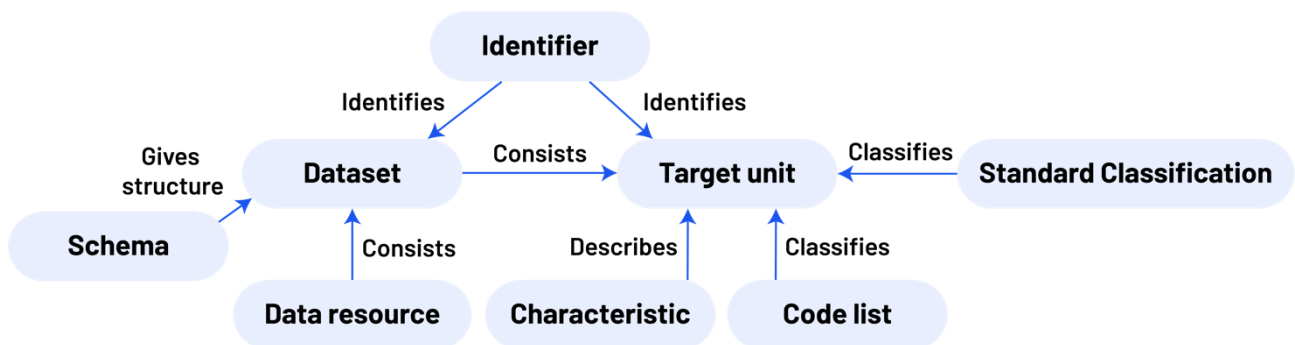 Identifier
Identifies
Identifies
Gives
structure
Dataset
Consists
Target unit
Classifies
Standard Classification
Schema
Consists
Describes
Classifies
Data resource
Characteristic
Code list